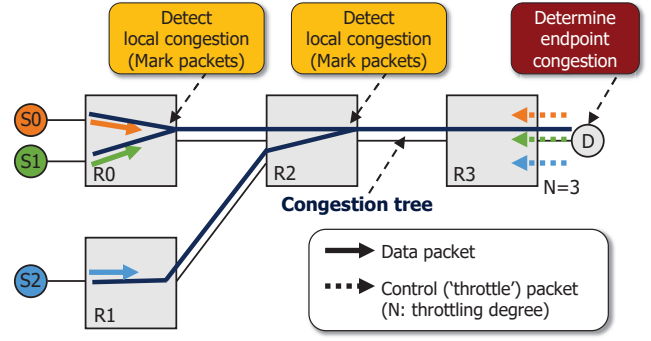 Detect
local congestion
(Mark packets)
Detect
local congestion
(Mark packets)
Determine
endpoint
congestion
S0
S1
R0
R2
R3
D
N=3
Congestion tree
S2
R1
Data packet
Control (‘throttle’) packet
(N: throttling degree)